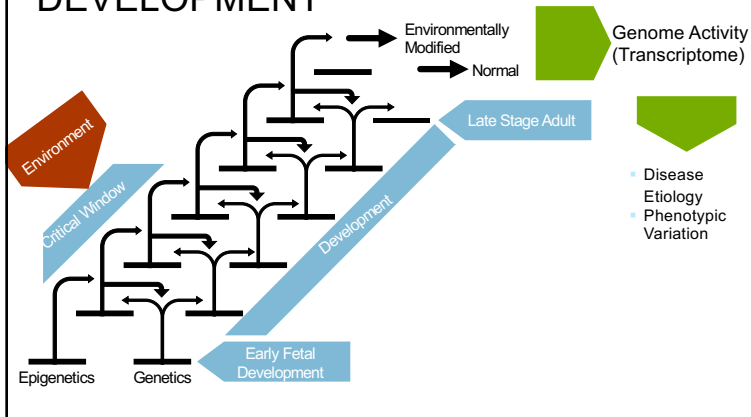 DEVELOPMENT
Environmentally
Modified
Normal
Genome Activity
(Transcriptome)
Environment
Critical Window
Late Stage Adult
Development
Disease
Etiology
Phenotypic
Variation
Early Fetal
Development
Epigenetics
Genetics